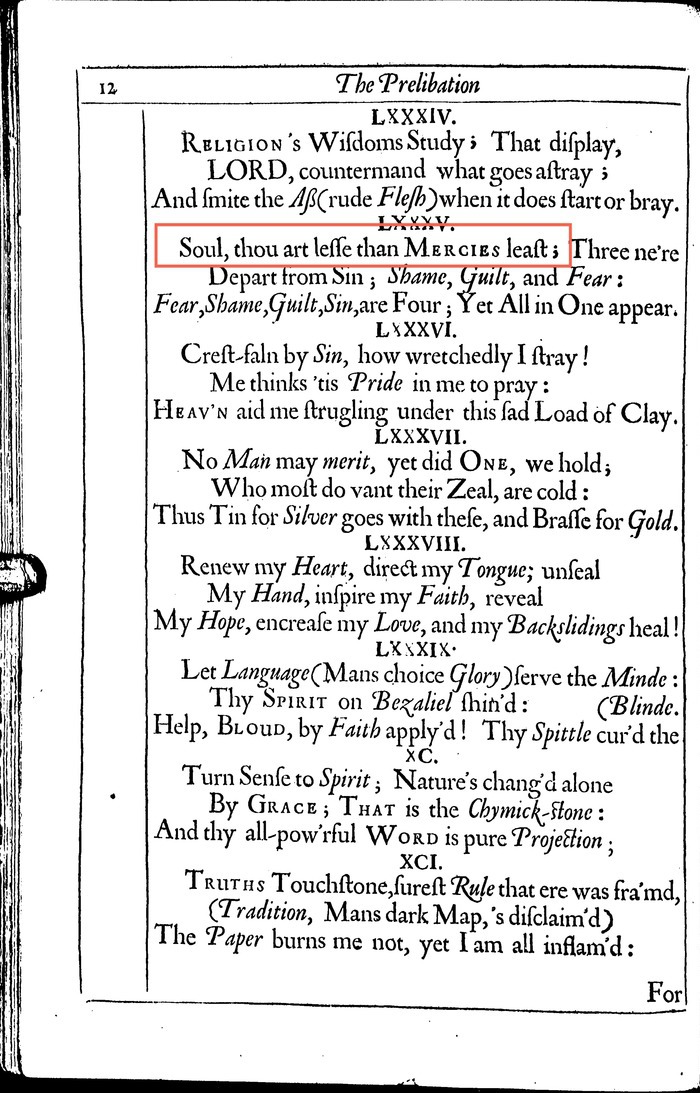 12 The Prelibation
LXXXIV.
RELIGION's Wiſdoms Study; That diſplay,
LORD, countermand what goes aſtray;
And ſmite the Aß (rude Fleſh) when it does ſtart or bray.
LXXXV.
Soul, thou art leſſe than MERCIES leaſt; Three ne're
Depart from Sin; Shame, Guilt, and Fear:
Fear, Shame, Guilt, Sin, are Four; Yet All in One appear.
LXXXVI.
Creſt-faln by Sin, how wretchedly I ſtray!
Me thinks 'tis Pride in me to pray:
HEAV'N aid me ſtrugling under this ſad Load of Clay.
LXXXVII.
No Man may merit, yet did ONE, we hold;
Who moſt do vant their Zeal, are cold:
Thus Tin for Silver goes with theſe, and Braſſe for Gold.
LXXXVIII.
Renew my Heart, direct my Tongue; unſeal
My Hand, inſpire my Faith, reveal
My Hope, encreaſe my Love, and my Backslidings heal!
LXXXIX.
Let Language (Mans choice Glory) ſerve the Minde:
Thy SPIRIT on Bezaliel ſhin'd: (Blinde.
Help, BLOUD, by Faith apply'd! Thy Spittle cur'd the
XC.
Turn Senſe to Spirit; Nature's chang'd alone
By GRACE; THAT is the Chymick-ſtone:
And thy all-pow'rful WORD is pure Projection;
XCI.
TRUTHS Touchſtone, ſureſt Rule that ere was fra'md,
(Tradition, Mans dark Map, 's diſclaim'd)
The Paper burns me not, yet I am all inflam'd:
For